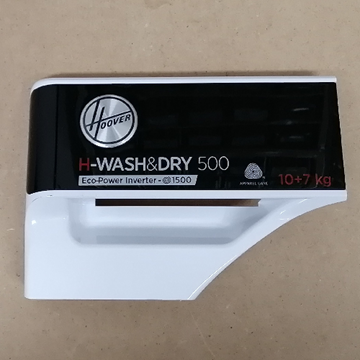 HOOVER
H-WASH&DRY 500
Eco-Power Inverter - @1500
10+7 kg